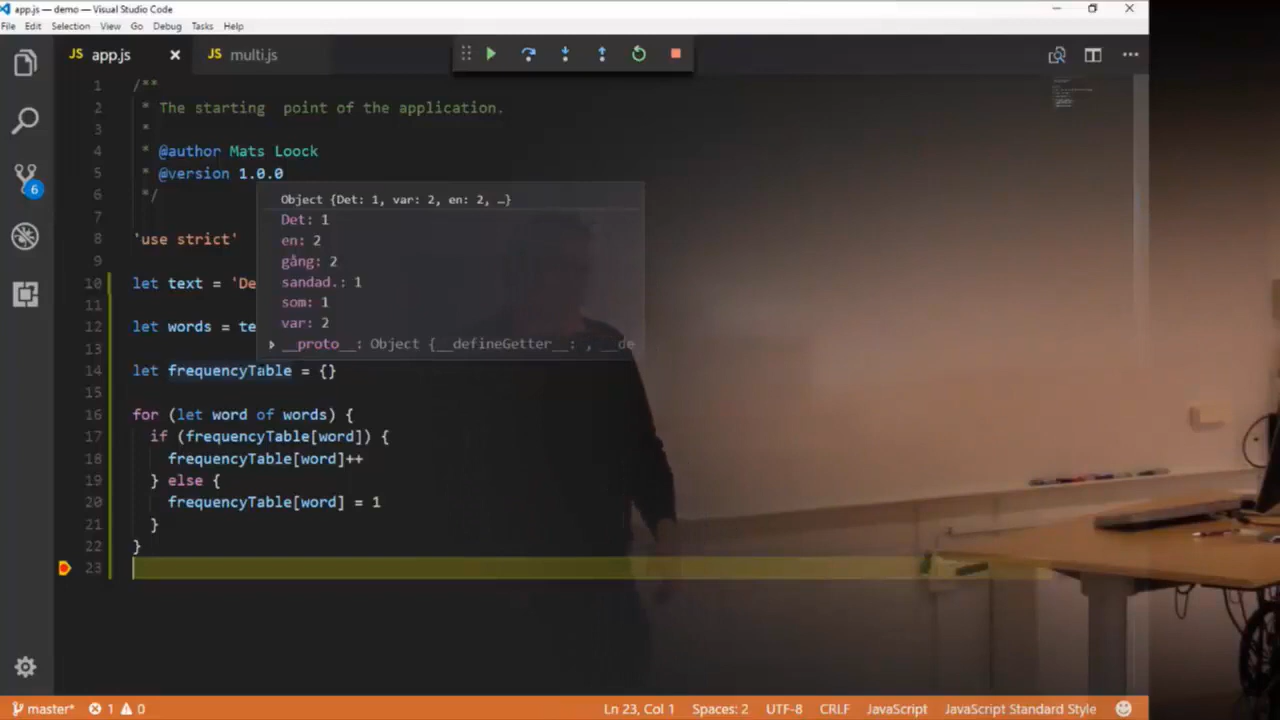 app.js — demo — Visual Studio Code
File Edit Selection View Go Debug Tasks Help
JS app.js
JS multi.js
1 /**
2 * The starting point of the application.
3 *
4 * @author Mats Loock
5 * @version 1.0.0
6 */
7
8 'use strict'
9
10 let text = 'De
11
12 let words = te
13
14 let frequencyTable = {}
15
16 for (let word of words) {
17 if (frequencyTable[word]) {
18 frequencyTable[word]++
19 } else {
20 frequencyTable[word] = 1
21 }
22 }
23
Object {Det: 1, var: 2, en: 2, …}
Det: 1
en: 2
gång: 2
sandad.: 1
som: 1
var: 2
__proto__: Object {__defineGetter__: , __de
6
master* 1 0
Ln 23, Col 1 Spaces: 2 UTF-8 CRLF JavaScript JavaScript Standard Style